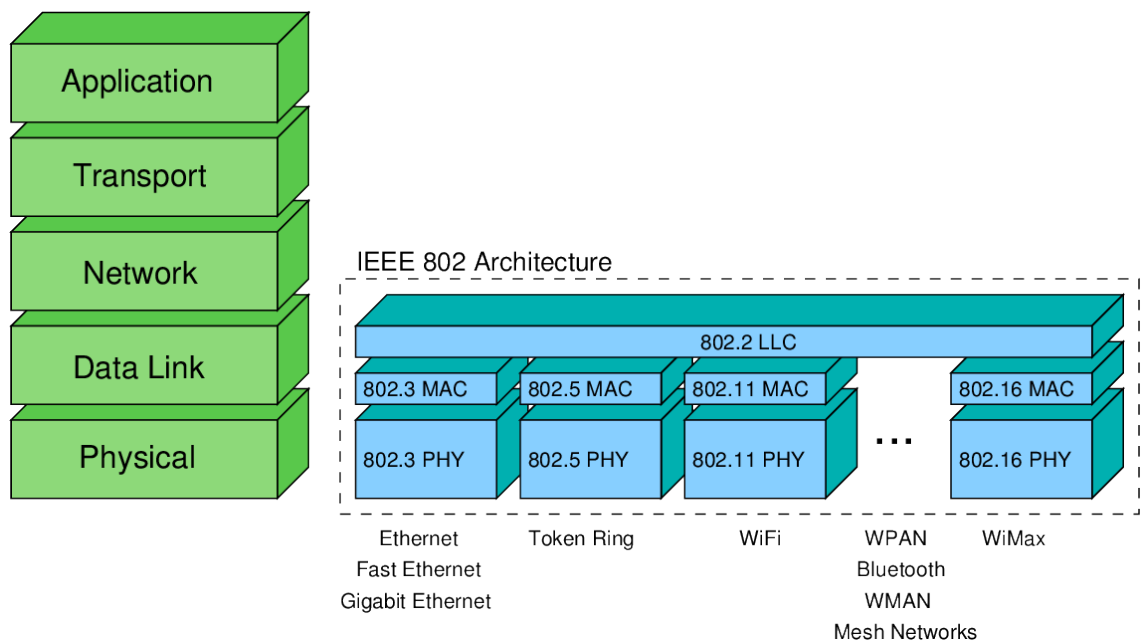 Application
Transport
Network
Data Link
Physical
IEEE 802 Architecture
802.2 LLC
802.3 MAC
802.5 MAC
802.11 MAC
802.16 MAC
802.3 PHY
802.5 PHY
802.11 PHY
...
802.16 PHY
Ethernet
Fast Ethernet
Gigabit Ethernet
Token Ring
WiFi
WPAN
Bluetooth
WMAN
Mesh Networks
WiMax